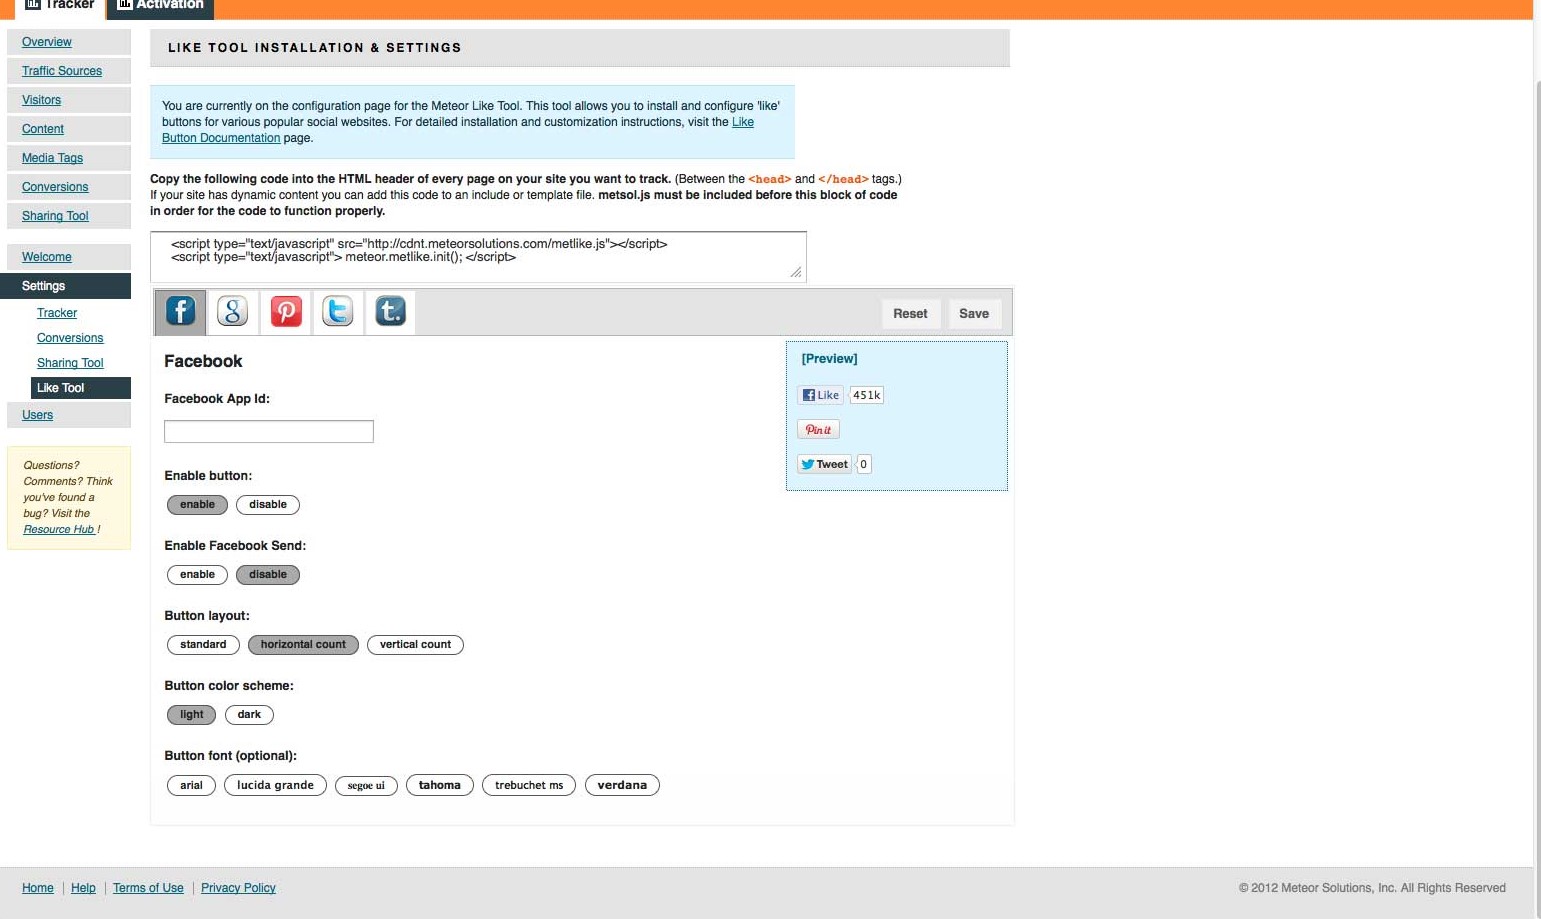 Tracker
Activation
Overview
Traffic Sources
Visitors
Content
Media Tags
Conversions
Sharing Tool
Welcome
Settings
Tracker
Conversions
Sharing Tool
Like Tool
Users
Questions?
Comments? Think
you've found a
bug? Visit the
Resource Hub !
LIKE TOOL INSTALLATION & SETTINGS
You are currently on the configuration page for the Meteor Like Tool. This tool allows you to install and configure 'like'
buttons for various popular social websites. For detailed installation and customization instructions, visit the Like
Button Documentation page.
Copy the following code into the HTML header of every page on your site you want to track. (Between the <head> and </head> tags.)
If your site has dynamic content you can add this code to an include or template file. metsol.js must be included before this block of code
in order for the code to function properly.
<script type="text/javascript" src="http://cdnt.meteorsolutions.com/metlike.js"></script>
<script type="text/javascript"> meteor.metlike.init(); </script>
Reset Save
Facebook
Facebook App Id:
Enable button:
enable disable
Enable Facebook Send:
enable disable
Button layout:
standard horizontal count vertical count
Button color scheme:
light dark
Button font (optional):
arial lucida grande segoe ui tahoma trebuchet ms verdana
[Preview]
Like 451k
Pin it
Tweet 0
Home Help Terms of Use Privacy Policy
© 2012 Meteor Solutions, Inc. All Rights Reserved